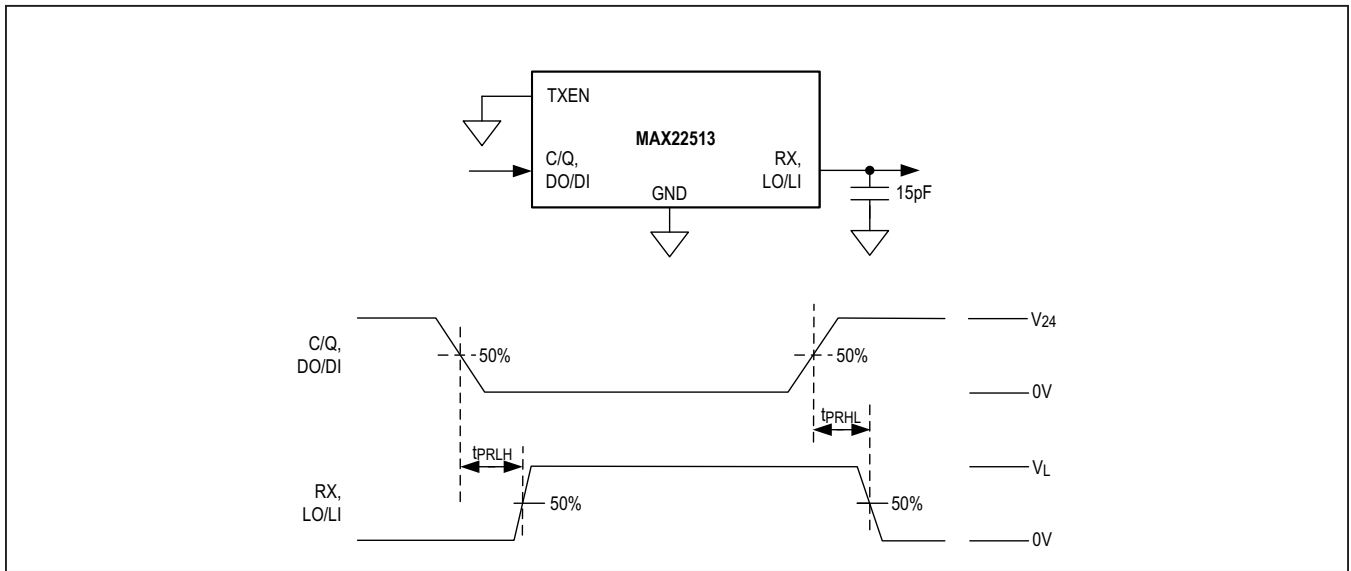 TXEN
MAX22513
C/Q,
DO/DI
RX,
LO/LI
GND
15pF
C/Q,
DO/DI
50%
50%
V24
0V
tPRHL
tPRLH
VL
RX,
LO/LI
50%
50%
0V